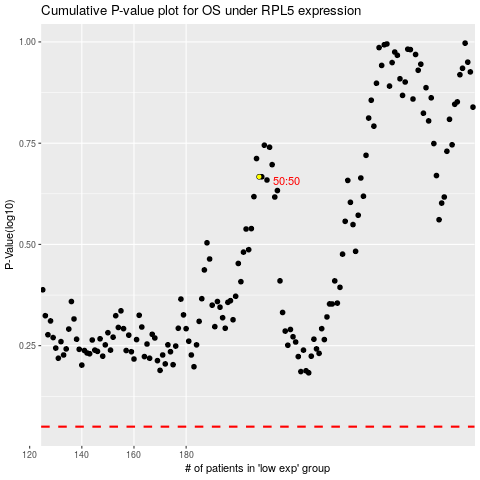 Cumulative P-value plot for OS under RPL5 expression
P-Value(log10)
1.00
0.75
0.50
0.25
50:50
120 140 160 180
# of patients in 'low exp' group